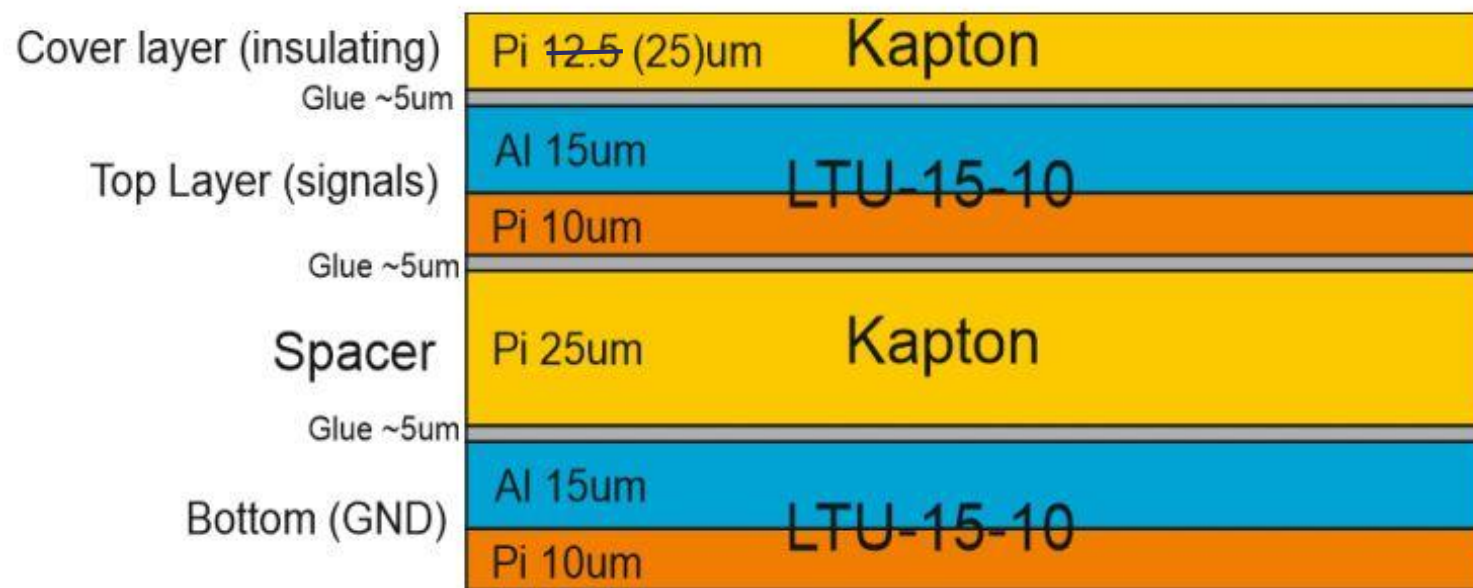 Cover layer (insulating)
Pi 12.5 (25)um
Kapton
Glue ~5um
Al 15um
Top Layer (signals)
LTU-15-10
Pi 10um
Glue ~5um
Spacer
Pi 25um
Kapton
Glue ~5um
Al 15um
Bottom (GND)
LTU-15-10
Pi 10um